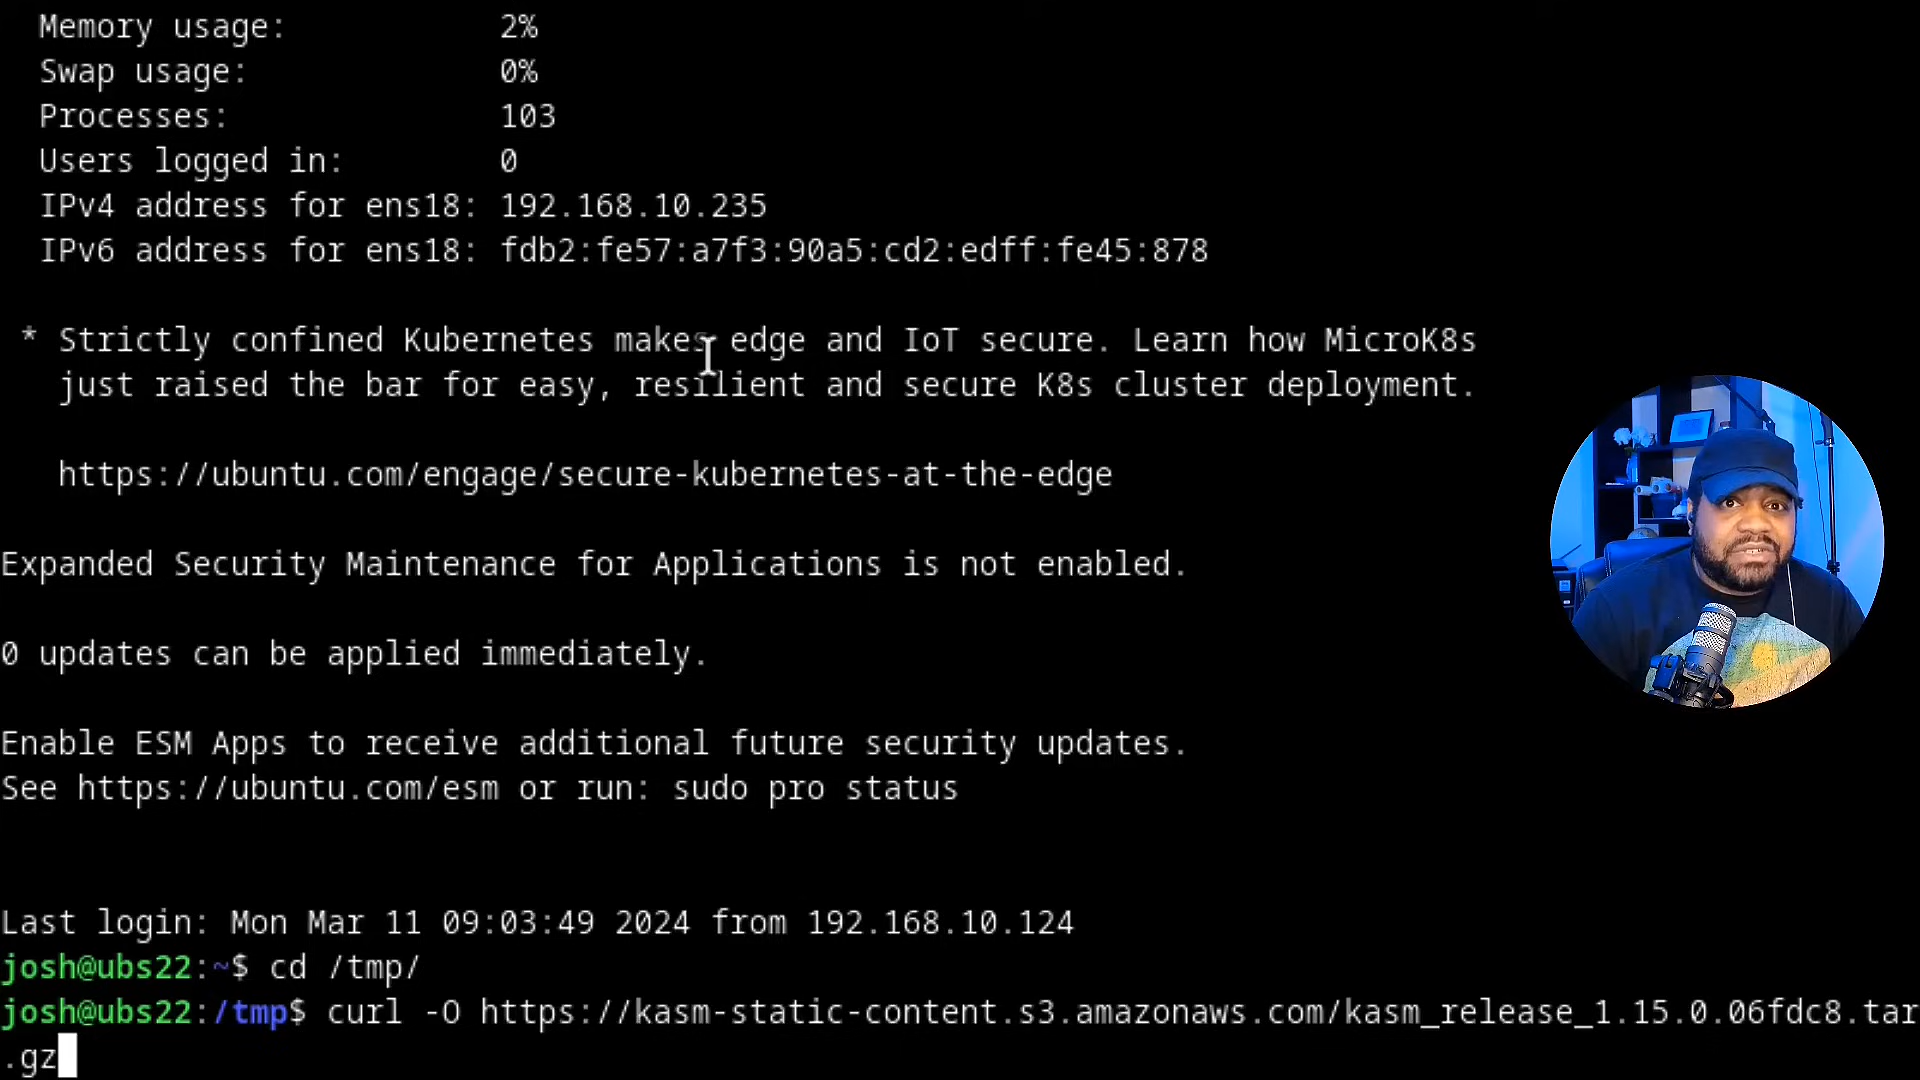 Memory usage: 2%
Swap usage: 0%
Processes: 103
Users logged in: 0
IPv4 address for ens18: 192.168.10.235
IPv6 address for ens18: fdb2:fe57:a7f3:90a5:cd2:edff:fe45:878
* Strictly confined Kubernetes makes edge and IoT secure. Learn how MicroK8s
just raised the bar for easy, resilient and secure K8s cluster deployment.
https://ubuntu.com/engage/secure-kubernetes-at-the-edge
Expanded Security Maintenance for Applications is not enabled.
0 updates can be applied immediately.
Enable ESM Apps to receive additional future security updates.
See https://ubuntu.com/esm or run: sudo pro status
Last login: Mon Mar 11 09:03:49 2024 from 192.168.10.124
josh@ubs22:~$ cd /tmp/
josh@ubs22:/tmp$ curl -O https://kasm-static-content.s3.amazonaws.com/kasm_release_1.15.0.06fdc8.tar
.gz